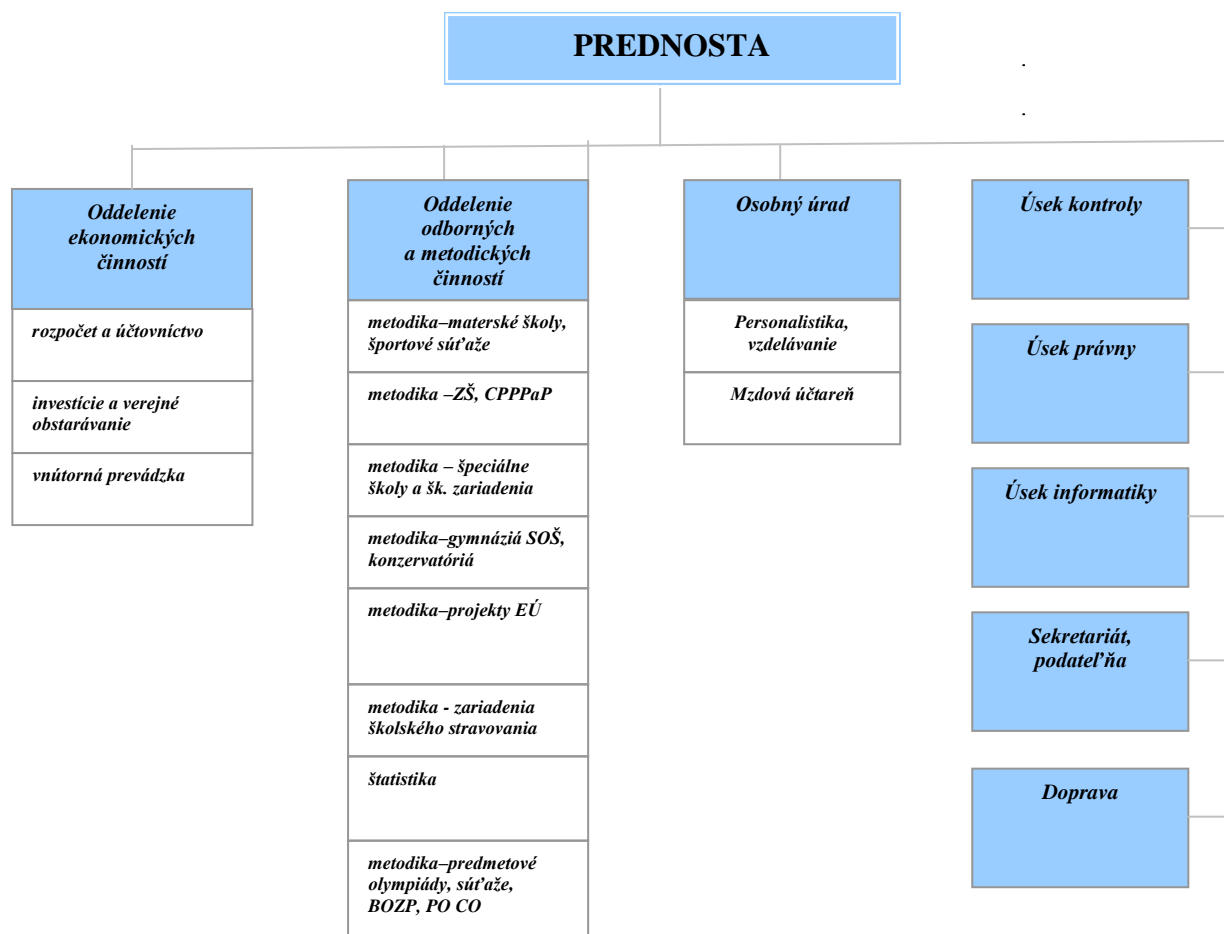 PREDNOSTA
.
.
Oddelenie
ekonomických
činností
rozpočet a účtovníctvo
investície a verejné
obstarávanie
vnútorná prevádzka
Oddelenie
odborných
a metodických
činností
metodika–materské školy,
športové súťaže
metodika –ZŠ, CPPPaP
metodika – špeciálne
školy a šk. zariadenia
metodika–gymnáziá SOŠ,
konzervatóriá
metodika–projekty EÚ
metodika - zariadenia
školského stravovania
štatistika
metodika–predmetové
olympiády, súťaže,
BOZP, PO CO
Osobný úrad
Personalistika,
vzdelávanie
Mzdová účtareň
Úsek kontroly
Úsek právny
Úsek informatiky
Sekretariát,
podateľňa
Doprava